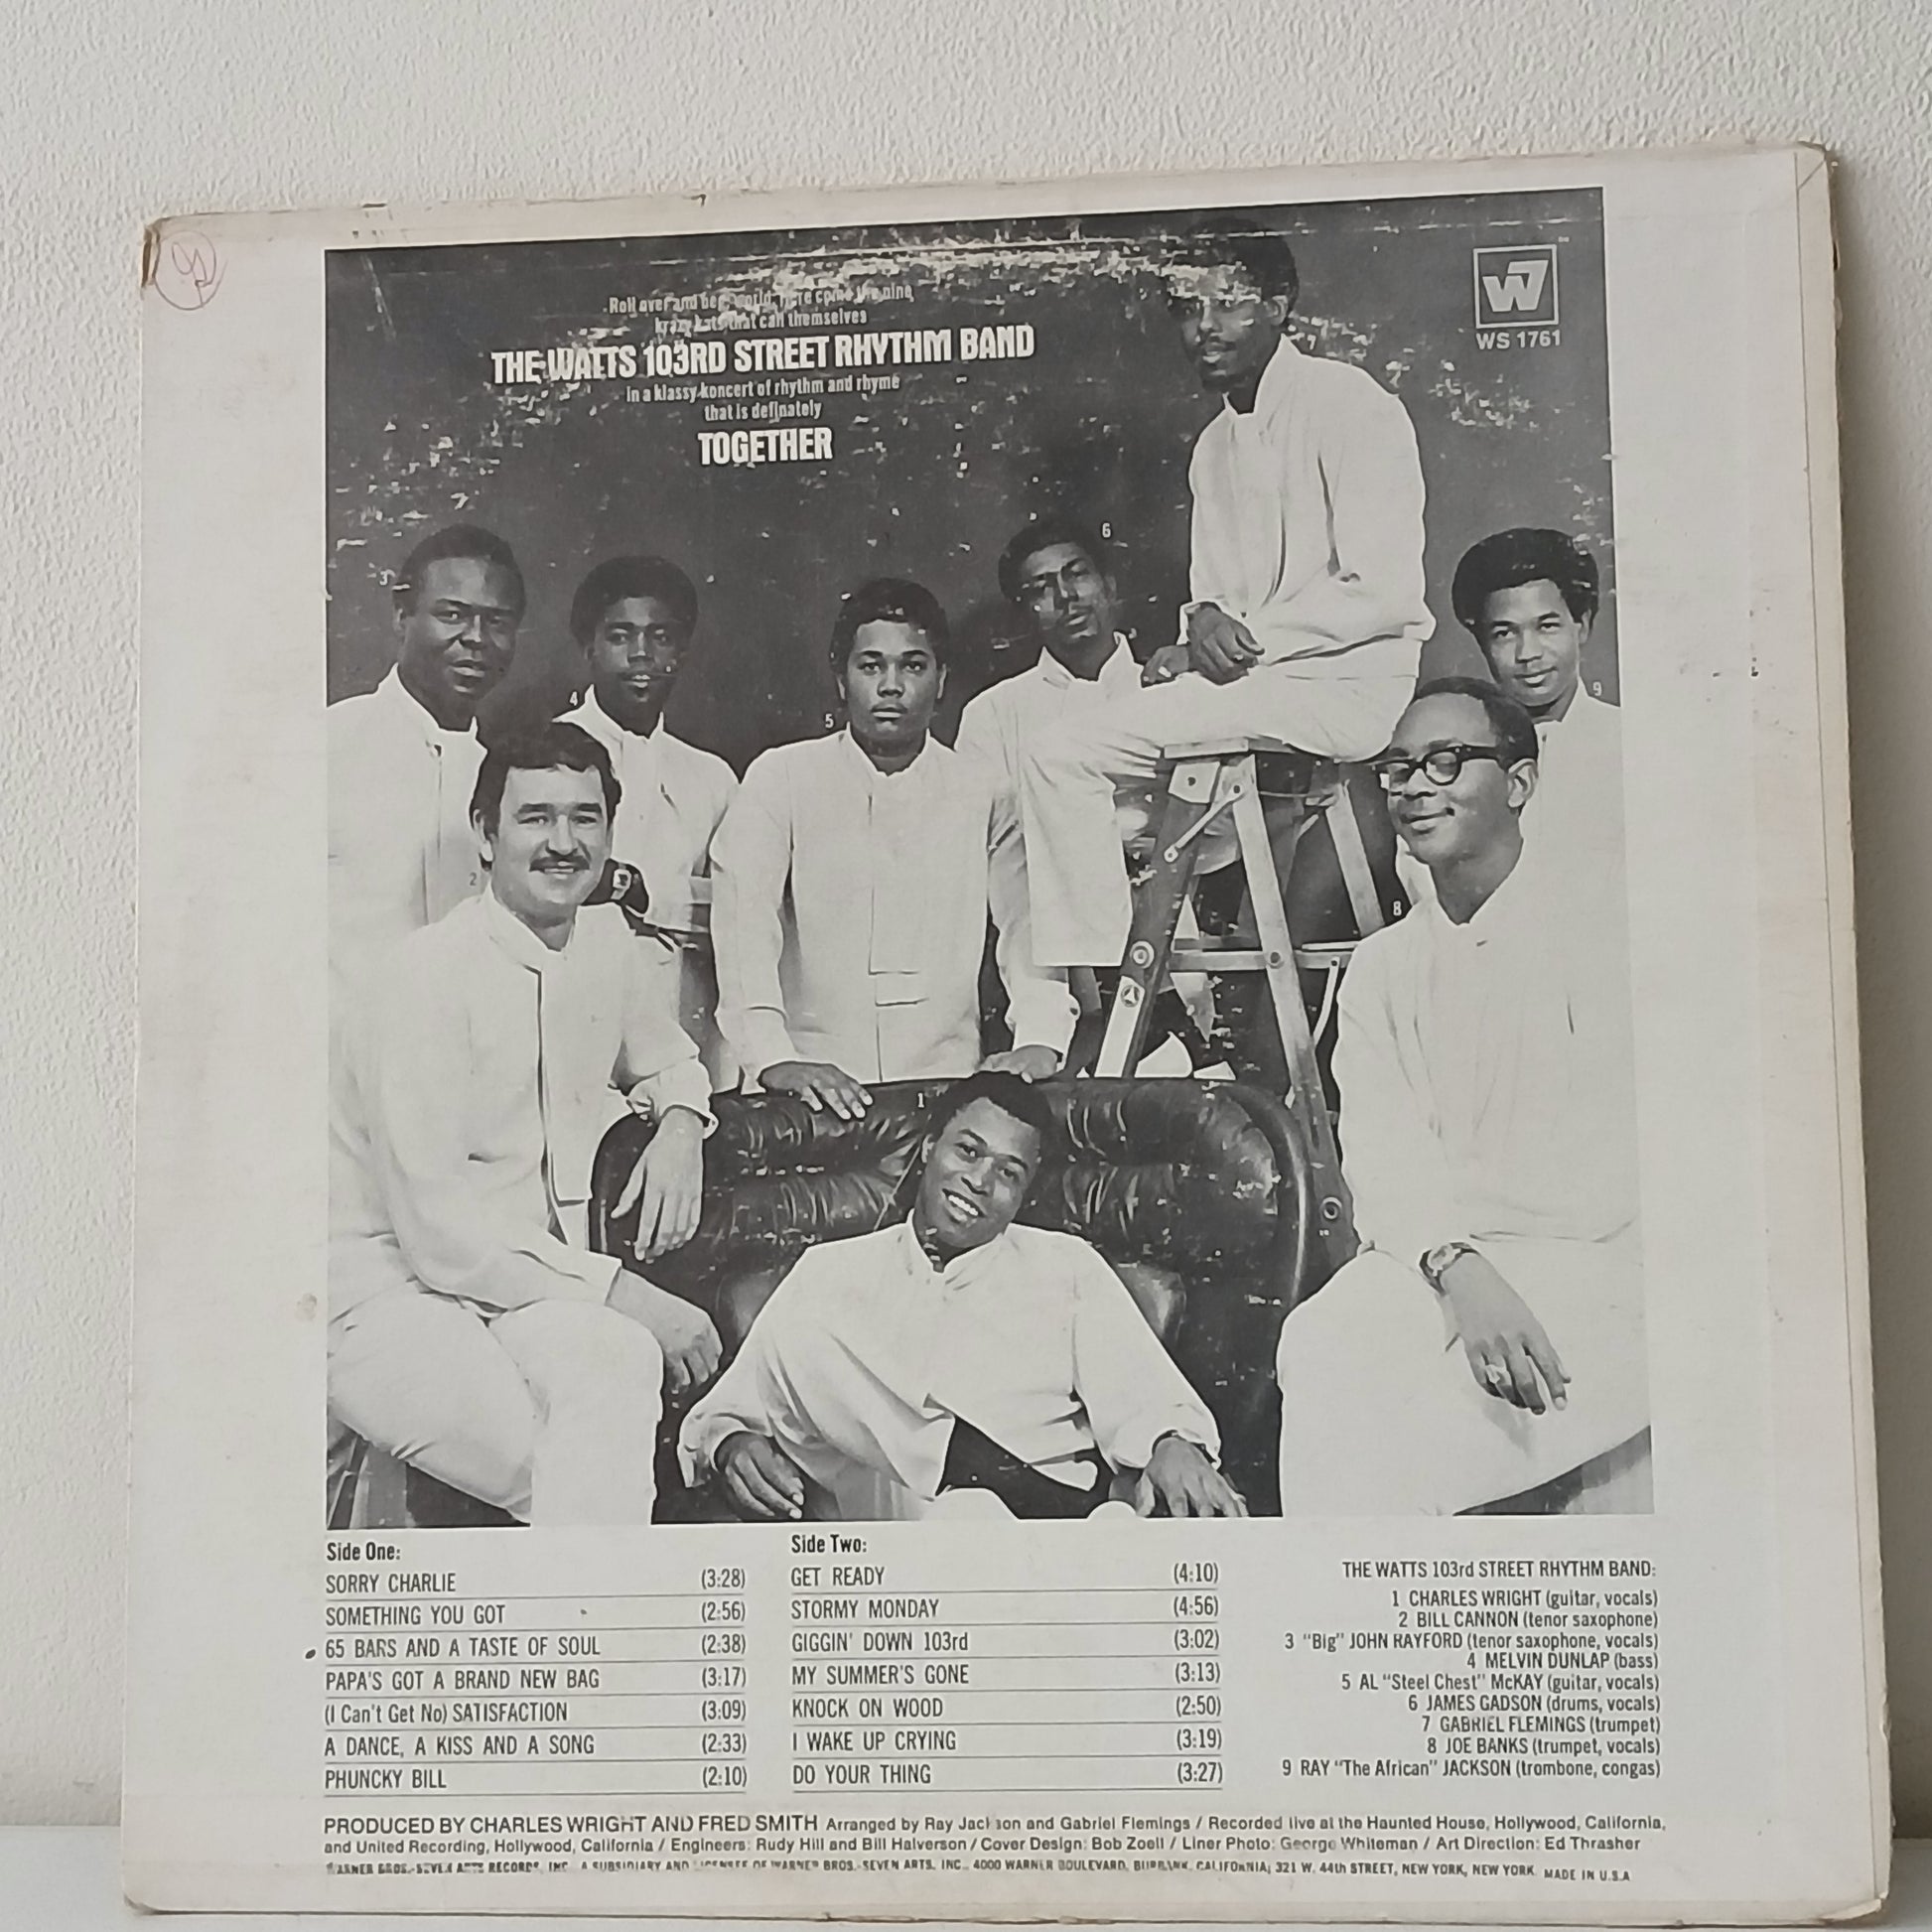 Roll over and beg, world, here come the nine
krazy kats that call themselves
THE WATTS 103RD STREET RHYTHM BAND
in a klassy koncert of rhythm and rhyme
that is definately
TOGETHER
W7
WS 1761
3
4
5
6
7
9
2
8
1
Side One:
SORRY CHARLIE (3:28)
SOMETHING YOU GOT (2:56)
65 BARS AND A TASTE OF SOUL (2:38)
PAPA'S GOT A BRAND NEW BAG (3:17)
(I Can't Get No) SATISFACTION (3:09)
A DANCE, A KISS AND A SONG (2:33)
PHUNCKY BILL (2:10)
Side Two:
GET READY (4:10)
STORMY MONDAY (4:56)
GIGGIN' DOWN 103rd (3:02)
MY SUMMER'S GONE (3:13)
KNOCK ON WOOD (2:50)
I WAKE UP CRYING (3:19)
DO YOUR THING (3:27)
THE WATTS 103rd STREET RHYTHM BAND:
1 CHARLES WRIGHT (guitar, vocals)
2 BILL CANNON (tenor saxophone)
3 "Big" JOHN RAYFORD (tenor saxophone, vocals)
4 MELVIN DUNLAP (bass)
5 AL "Steel Chest" McKAY (guitar, vocals)
6 JAMES GADSON (drums, vocals)
7 GABRIEL FLEMINGS (trumpet)
8 JOE BANKS (trumpet, vocals)
9 RAY "The African" JACKSON (trombone, congas)
PRODUCED BY CHARLES WRIGHT AND FRED SMITH Arranged by Ray Jackson and Gabriel Flemings / Recorded live at the Haunted House, Hollywood, California,
and United Recording, Hollywood, California / Engineers: Rudy Hill and Bill Halverson / Cover Design: Bob Zoell / Liner Photo: George Whiteman / Art Direction: Ed Thrasher
WARNER BROS.-SEVEN ARTS RECORDS, INC., A SUBSIDIARY AND LICENSEE OF WARNER BROS.-SEVEN ARTS, INC., 4000 WARNER BOULEVARD, BURBANK, CALIFORNIA; 321 W. 44th STREET, NEW YORK, NEW YORK. MADE IN U.S.A